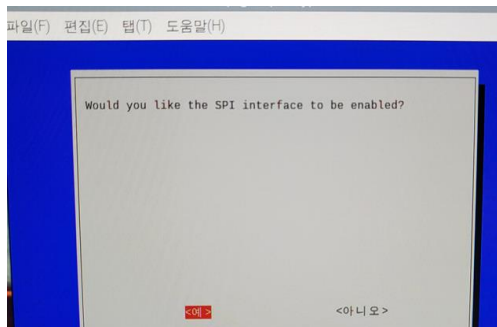 파일(F) 편집(E) 탭(T) 도움말(H)
Would you like the SPI interface to be enabled?
<예 > <아니오>